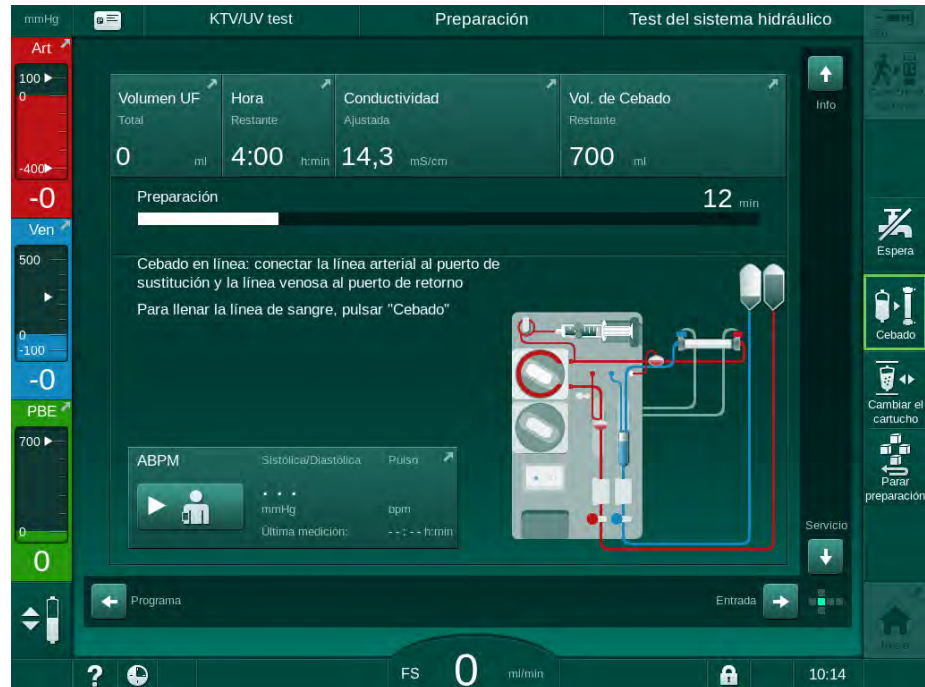 mmHg
KTV/UV test
Preparación
Test del sistema hidráulico
Art
100
0
-400
-0
Ven
500
0
-100
-0
PBE
700
0
0
Volumen UF
Total
0 ml
Hora
Restante
4:00 h:min
Conductividad
Ajustada
14,3 mS/cm
Vol. de Cebado
Restante
700 ml
Preparación
12 min
Cebado en línea: conectar la línea arterial al puerto de
sustitución y la línea venosa al puerto de retorno
Para llenar la línea de sangre, pulsar "Cebado"
ABPM
Sistólica/Diastólica
Pulso
. . .
mmHg
bpm
Última medición:
--:-- h:min
Info
Servicio
Programa
Entrada
Espera
Cebado
Cambiar el
cartucho
Parar
preparación
Inicio
?
FS 0 ml/min
10:14